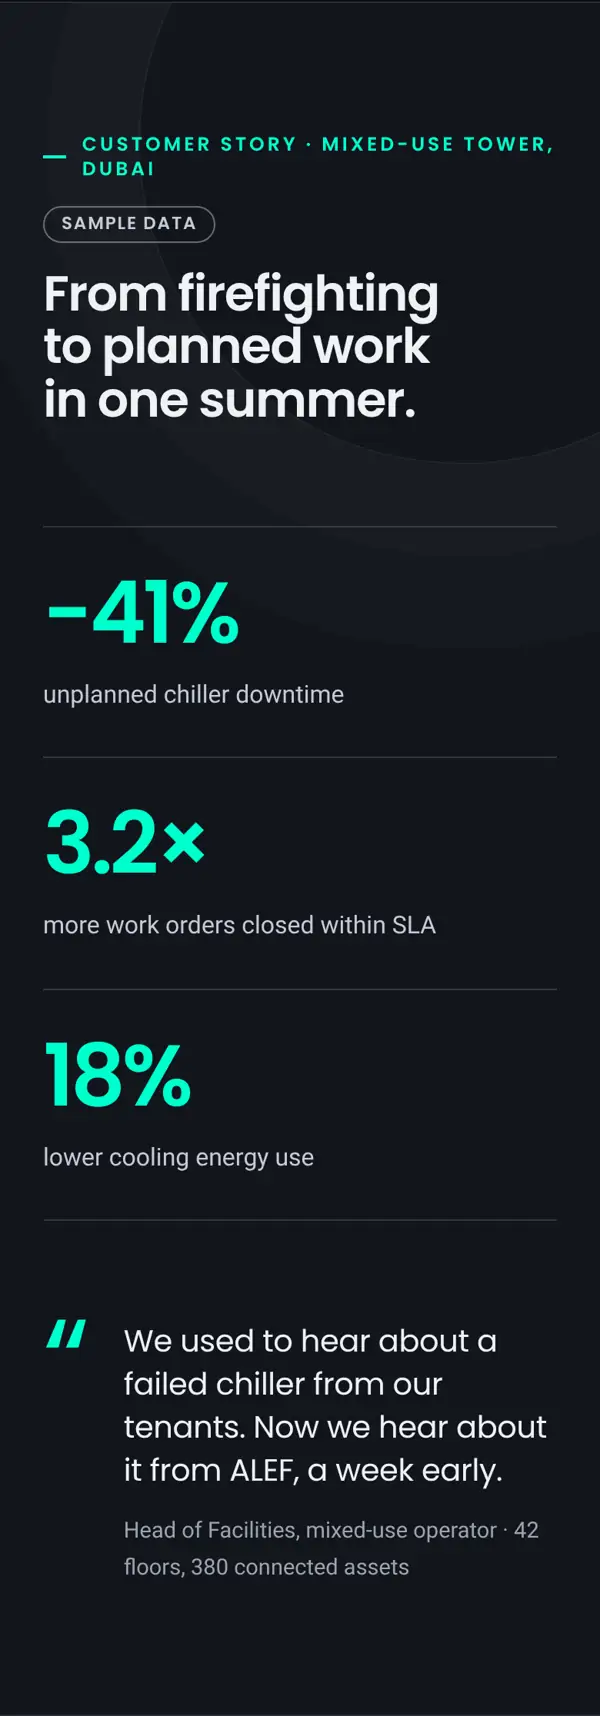 CUSTOMER STORY · MIXED-USE TOWER,
DUBAI
SAMPLE DATA
From firefighting
to planned work
in one summer.
-41%
unplanned chiller downtime
3.2×
more work orders closed within SLA
18%
lower cooling energy use
“ We used to hear about a
failed chiller from our
tenants. Now we hear about
it from ALEF, a week early.
Head of Facilities, mixed-use operator · 42
floors, 380 connected assets